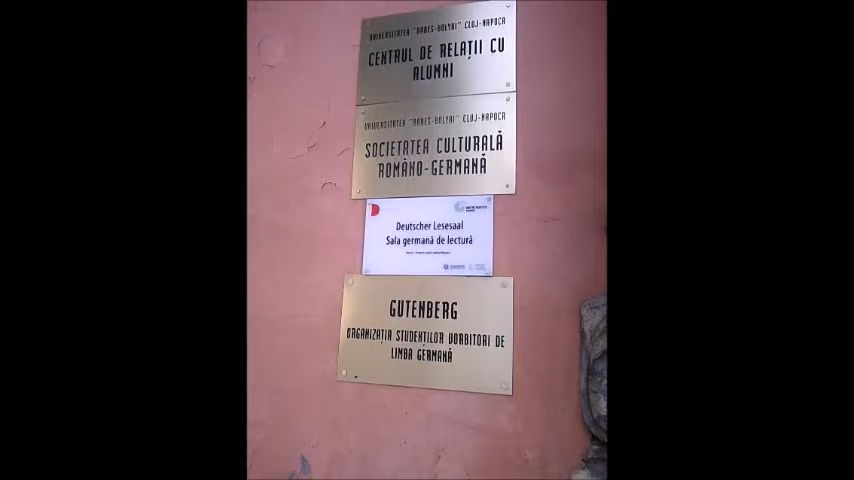 UNIVERSITATEA "BABEȘ-BOLYAI" CLUJ-NAPOCA
CENTRUL DE RELAȚII CU
ALUMNI
UNIVERSITATEA "BABEȘ-BOLYAI" CLUJ-NAPOCA
SOCIETATEA CULTURALĂ
ROMÂNO-GERMANĂ
Deutscher Lesesaal
Sala germană de lectură
GUTENBERG
ORGANIZAȚIA STUDENȚILOR VORBITORI DE
LIMBA GERMANĂ